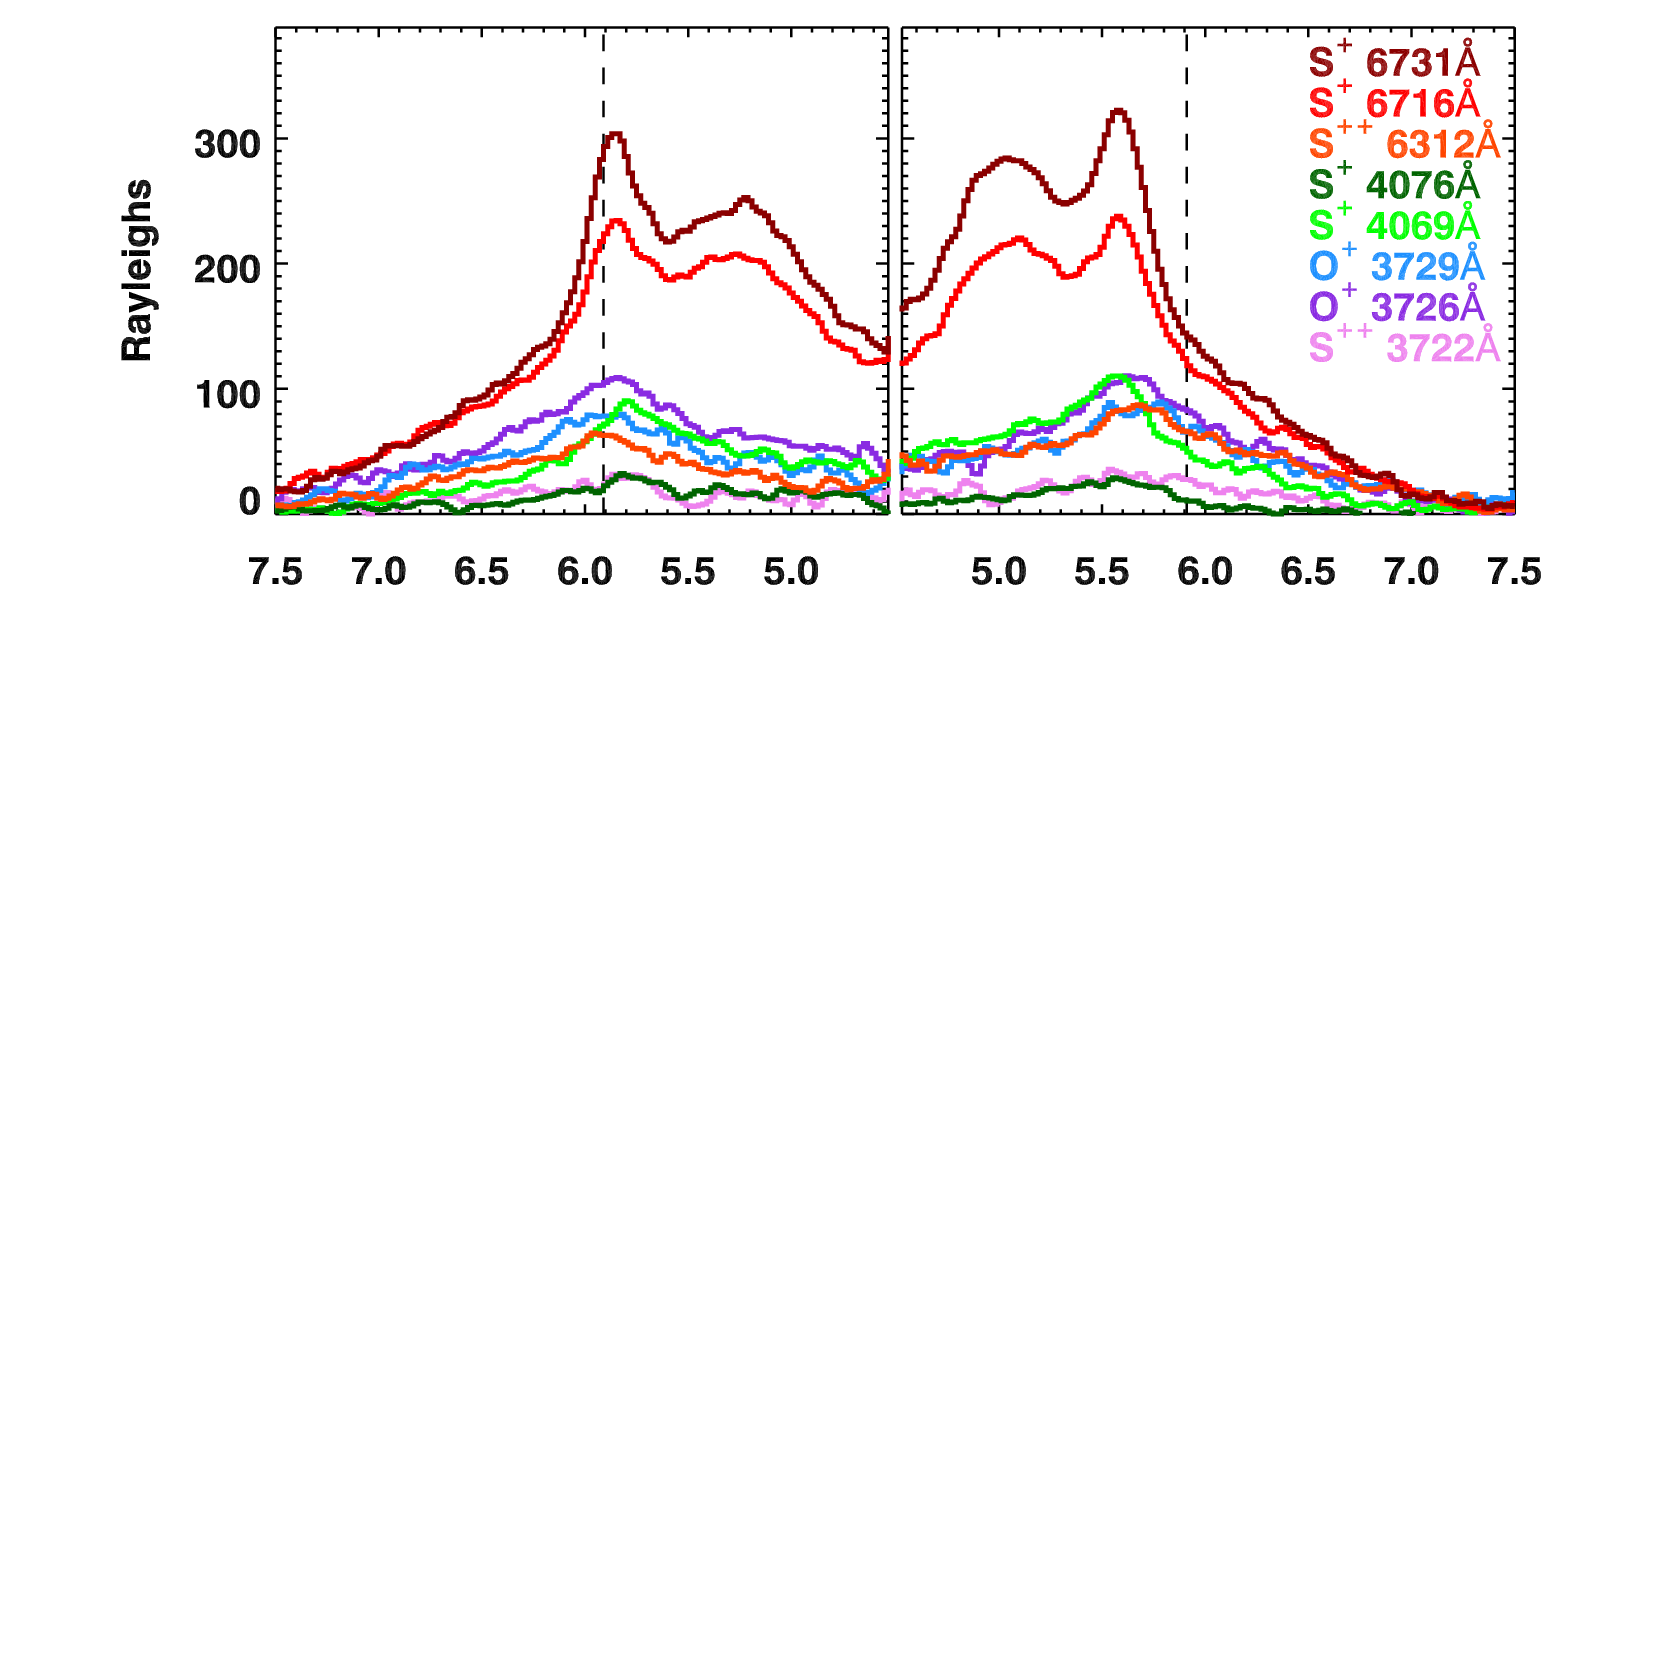 S+ 6731Å
S+ 6716Å
S++ 6312Å
S+ 4076Å
S+ 4069Å
O+ 3729Å
O+ 3726Å
S++ 3722Å
Rayleighs
300
200
100
0
7.5 7.0 6.5 6.0 5.5 5.0 5.0 5.5 6.0 6.5 7.0 7.5